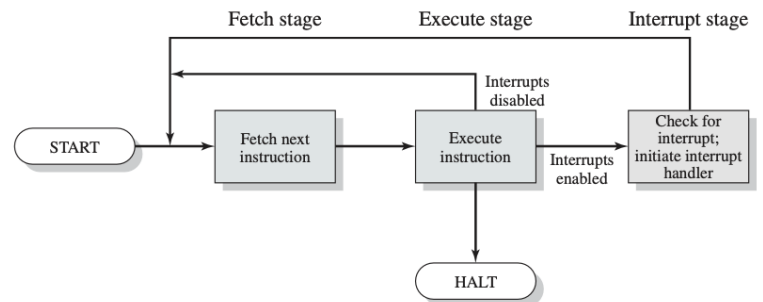 Fetch stage
Execute stage
Interrupt stage
Interrupts
disabled
START
Fetch next
instruction
Execute
instruction
Interrupts
enabled
Check for
interrupt;
initiate interrupt
handler
HALT